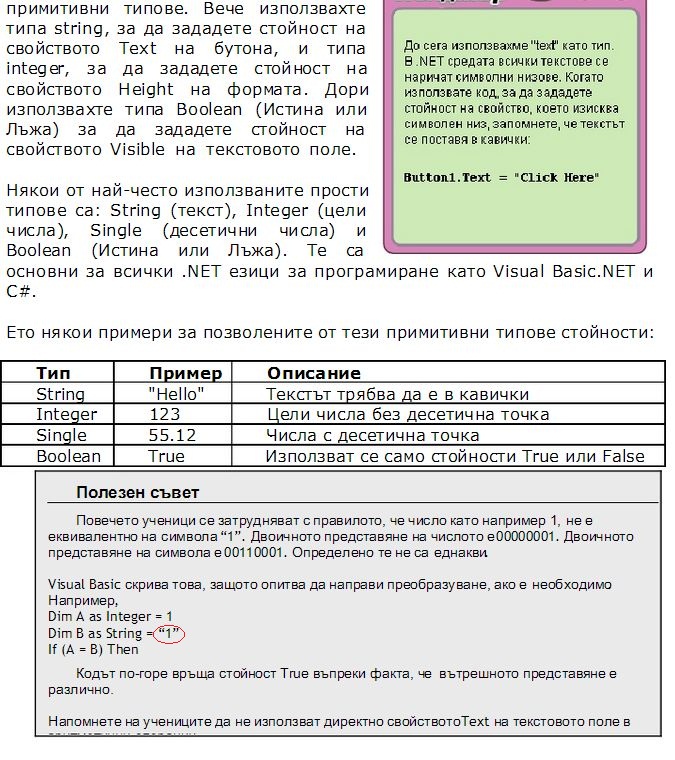 примитивни типове. Вече използвахте
типа string, за да зададете стойност на
свойството Text на бутона, и типа
integer, за да зададете стойност на
свойството Height на формата. Дори
използвахте типа Boolean (Истина или
Лъжа) за да зададете стойност на
свойството Visible на текстовото поле.
До сега използвахме "text" като тип.
В .NET средата всички текстове се
наричат символни низове. Когато
използвате код, за да зададете
стойност на свойство, което изисква
символен низ, запомнете, че текстът
се поставя в кавички:
Button1.Text = "Click Here"
Някои от най-често използваните прости
типове са: String (текст), Integer (цели
числа), Single (десетични числа) и
Boolean (Истина или Лъжа). Те са
основни за всички .NET езици за програмиране като Visual Basic.NET и
C#.
Ето някои примери за позволените от тези примитивни типове стойности:
Тип Пример Описание
String "Hello" Текстът трябва да е в кавички
Integer 123 Цели числа без десетична точка
Single 55.12 Числа с десетична точка
Boolean True Използват се само стойности True или False
Полезен съвет
Повечето ученици се затрудняват с правилото, че число като например 1, не е
еквивалентно на символа “1”. Двоичното представяне на числото е 00000001. Двоичното
представяне на символа е 00110001. Определено те не са еднакви.
Visual Basic скрива това, защото опитва да направи преобразуване, ако е необходимо.
Например,
Dim A as Integer = 1
Dim B as String = “1”
If (A = B) Then
Кодът по-горе връща стойност True въпреки факта, че вътрешното представяне е
различно.
Напомнете на учениците да не използват директно свойството Text на текстовото поле в